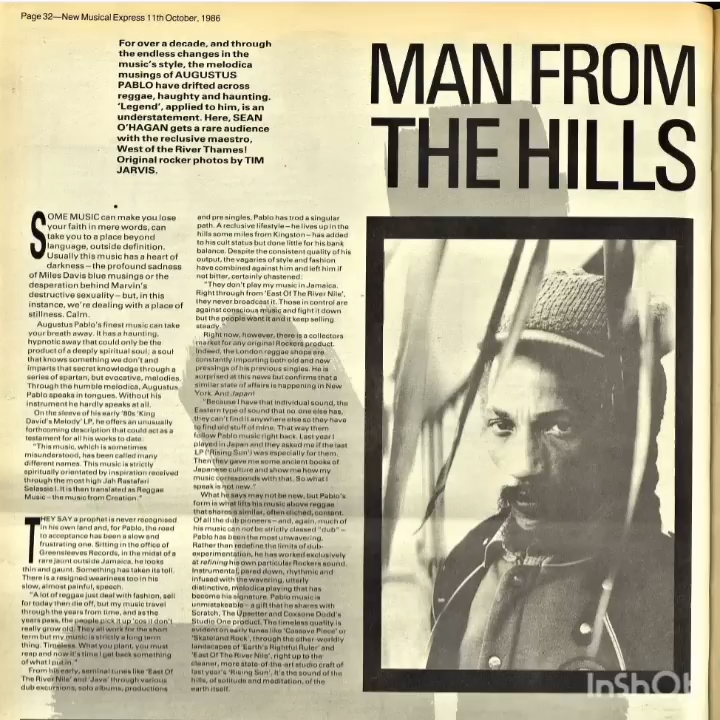 Page 32—New Musical Express 11th October, 1986
For over a decade, and through
the endless changes in the
music's style, the melodica
musings of AUGUSTUS
PABLO have drifted across
reggae, haughty and haunting.
'Legend', applied to him, is an
understatement. Here, SEAN
O'HAGAN gets a rare audience
with the reclusive maestro,
West of the River Thames!
Original rocker photos by TIM
JARVIS.
MAN FROM
THE HILLS
SOME MUSIC can make you lose
your faith in mere words, can
take you to a place beyond
language, outside definition.
Usually this music has a heart of
darkness—the profound sadness
of Miles Davis blue musings or the
desperation behind Marvin's
destructive sexuality—but, in this
instance, we're dealing with a place of
stillness. Calm.
Augustus Pablo's finest music can take
your breath away. It has a haunting,
hypnotic sway that could only be the
product of a deeply spiritual soul; a soul
that knows something we don't and
imparts that secret knowledge through a
series of spartan, but evocative, melodies.
Through the humble melodica, Augustus
Pablo speaks in tongues. Without his
instrument he hardly speaks at all.
On the sleeve of his early '80s 'King
David's Melody' LP, he offers an unusually
forthcoming description that could act as a
testament for all his works to date.
"This music, which is sometimes
misunderstood, has been called many
different names. This music is strictly
spiritually orientated by inspiration received
through the most high Jah Rastafari
Selassie I. It is then translated as Reggae
Music—the music from Creation."
THEY SAY a prophet is never recognised
in his own land and, for Pablo, the road
to acceptance has been a slow and
frustrating one. Sitting in the office of
Greensleeves Records, in the midst of a
rare jaunt outside Jamaica, he looks
thin and gaunt. Something has taken its toll.
There is a resigned weariness too in his
slow, almost painful, speech.
"A lot of reggae just deal with fashion, sell
for today then die off, but my music travel
through the years from time, and as the
years pass, the people pick it up 'cos it don't
really grow old. They all work for the short
term but my music is strictly a long term
thing. Timeless. What you plant, you must
reap and now it's time I get back something
of what I put in."
From his early, seminal tunes like 'East Of
The River Nile' and 'Java' through various
dub excursions, solo albums, productions
and pre singles, Pablo has trod a singular
path. A reclusive lifestyle—he lives up in the
hills some miles from Kingston—has added
to his cult status but done little for his bank
balance. Despite the consistent quality of his
output, the vagaries of style and fashion
have combined against him and left him if
not bitter, certainly chastened.
"They don't play my music in Jamaica.
Right through from 'East Of The River Nile',
they never broadcast it. Those in control are
against conscious music and fight it down
but the people want it and it keep selling
steady."
Right now, however, there is a collectors
market for any original Rockers product.
Indeed, the London reggae shops are
constantly importing both old and new
pressings of his previous singles. He is
surprised at this news but confirms that a
similar state of affairs is happening in New
York. And Japan!
"Because I have that individual sound, the
Eastern type of sound that no one else has,
they can't find it anywhere else so they have
to find old stuff of mine. That way them
follow Pablo music right back. Last year I
played in Japan and they asked me if the last
LP ('Rising Sun') was especially for them.
Then they gave me some ancient books of
Japanese culture and show me how my
music corresponds with that. So what I
speak is not new."
What he says may not be new, but Pablo's
form is what lifts his music above reggae
that shares a similar, often cliched, content.
Of all the dub pioneers—and, again, much of
his music can not be strictly classed "dub"—
Pablo has been the most unwavering.
Rather than redefine the limits of dub-
experimentation, he has worked exclusively
at refining his own particular Rockers sound.
Instrumental, pared down, rhythmic and
infused with the wavering, utterly
distinctive, melodica playing that has
become his signature. Pablo music is
unmistakeable—a gift that he shares with
Scratch, The Upsetter and Coxsone Dodd's
Studio One product. The timeless quality is
evident on early tunes like 'Cassava Piece' or
'Skateland Rock', through the other-worldly
landscapes of 'Earth's Rightful Ruler' and
'East Of The River Nile', right up to the
cleaner, more state-of-the-art studio craft of
last year's 'Rising Sun'. It's the sound of the
hills, of solitude and meditation, of the
earth itself.
InShO